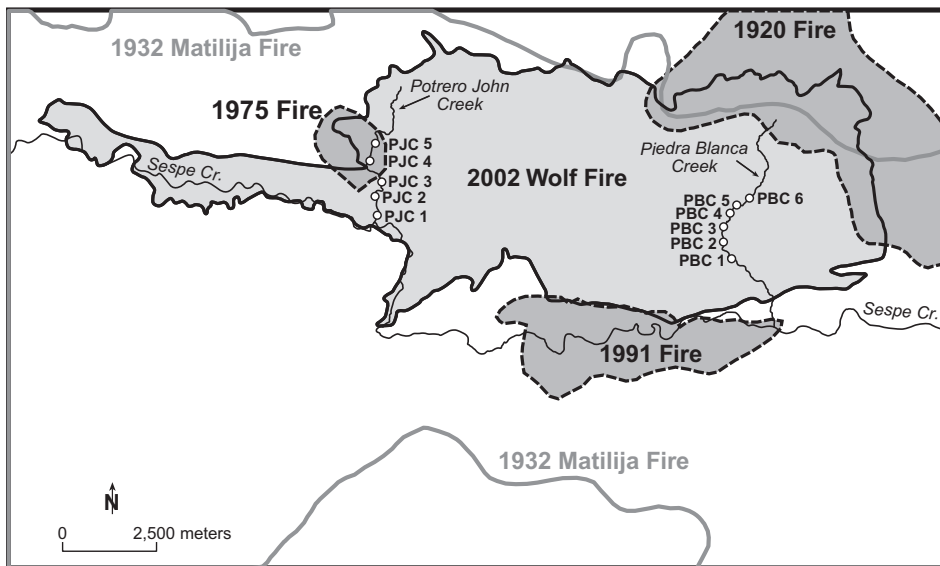 1932 Matilija Fire
1920 Fire
Potrero John
Creek
1975 Fire
PJC 5
PJC 4
PJC 3
PJC 2
PJC 1
Sespe Cr.
2002 Wolf Fire
Piedra Blanca
Creek
PBC 6
PBC 5
PBC 4
PBC 3
PBC 2
PBC 1
Sespe Cr.
1991 Fire
1932 Matilija Fire
N
0 2,500 meters